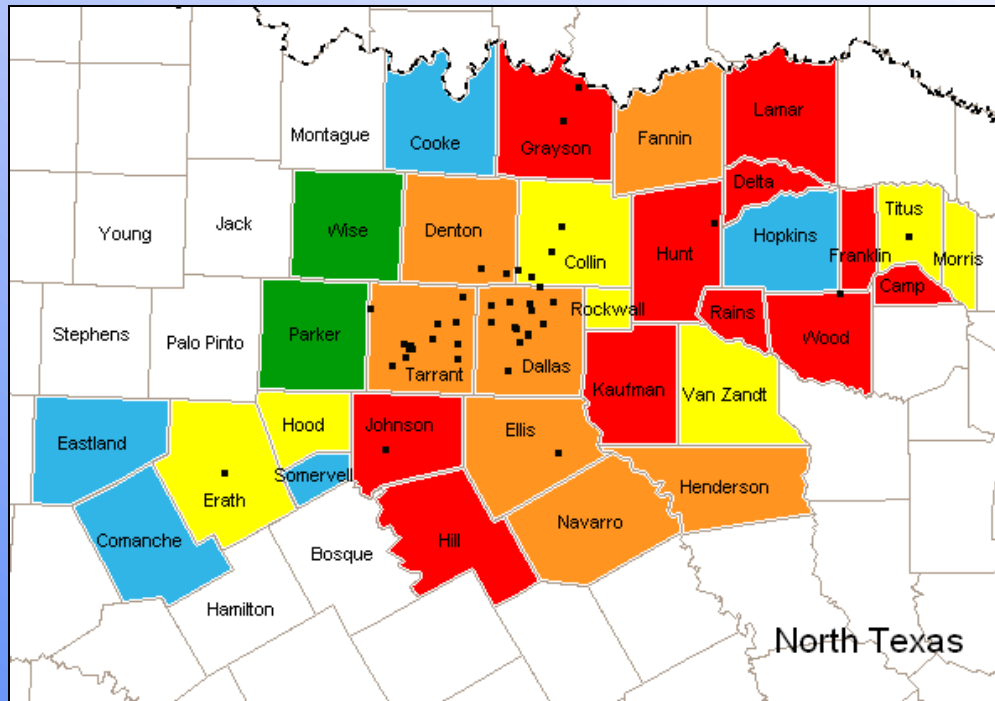 Lamar
Montague
Cooke
Grayson
Fannin
Delta
Titus
Young
Jack
Wise
Denton
Collin
Hunt
Hopkins
Franklin
Morris
Camp
Rockwall
Rains
Stephens
Palo Pinto
Parker
Tarrant
Dallas
Wood
Kaufman
Van Zandt
Eastland
Hood
Johnson
Ellis
Somervell
Erath
Henderson
Comanche
Bosque
Hill
Navarro
Hamilton
North Texas